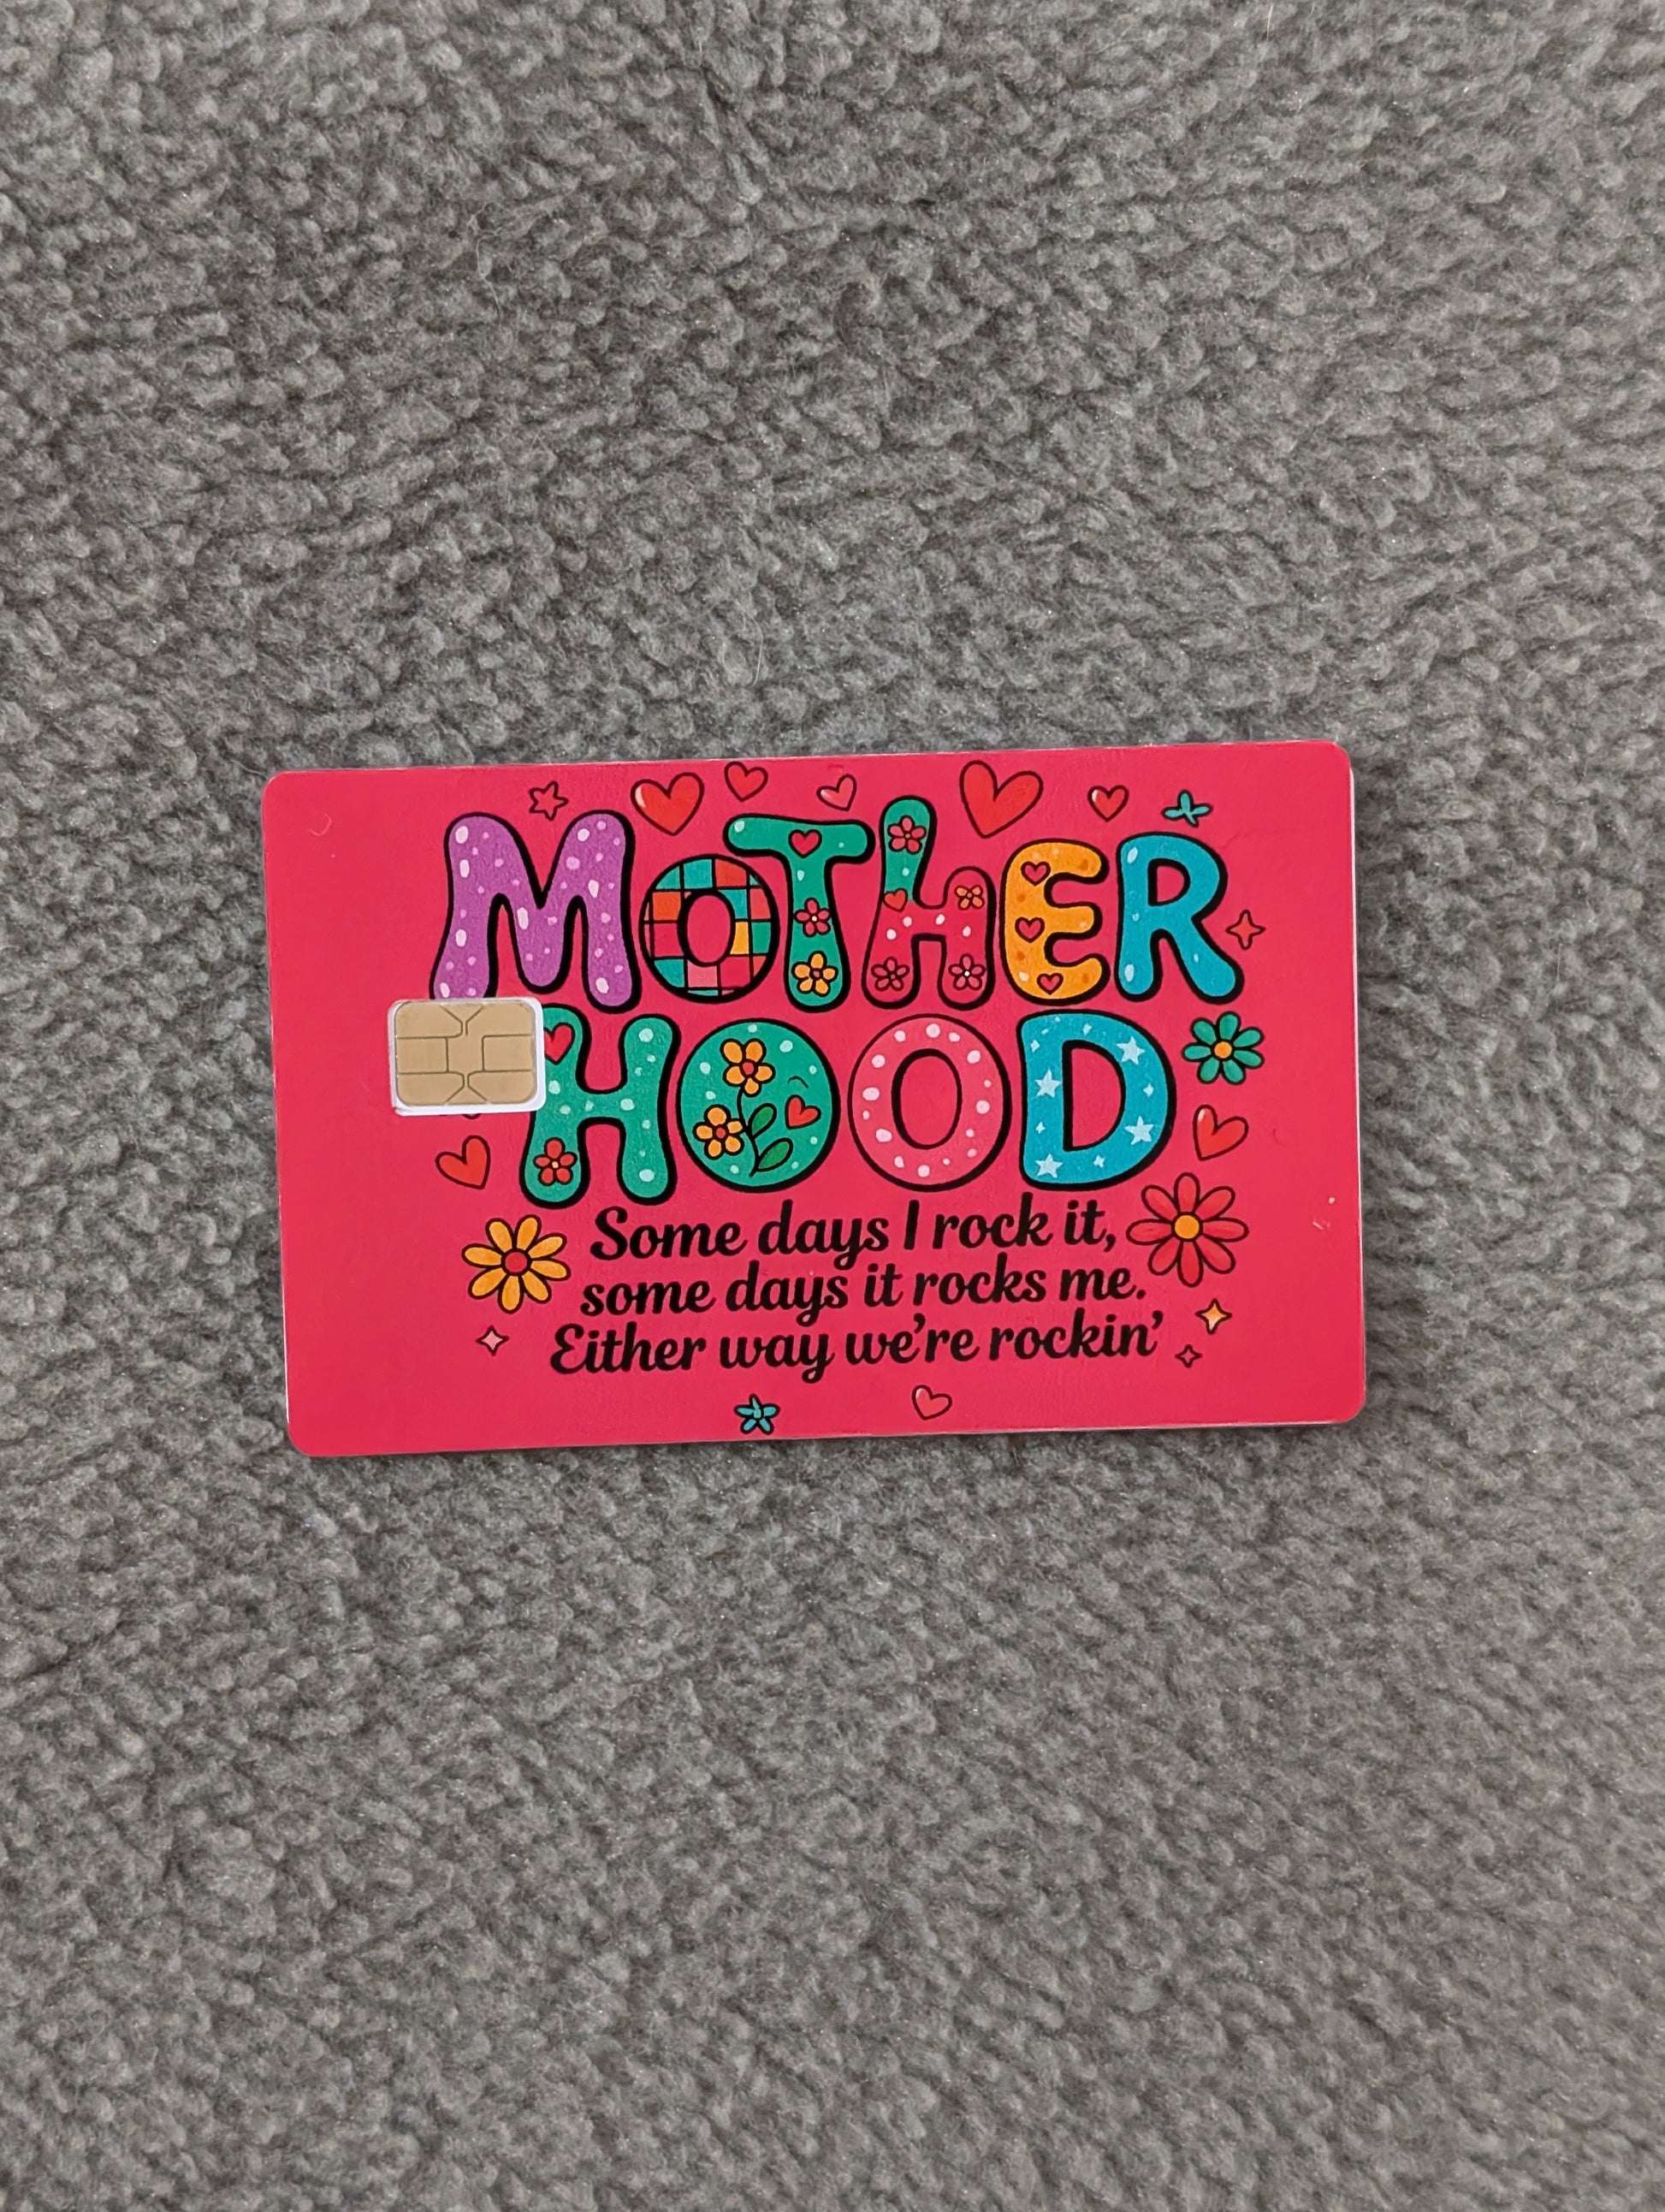 MOTHER
HOOD
Some days I rock it,
some days it rocks me.
Either way we're rockin'